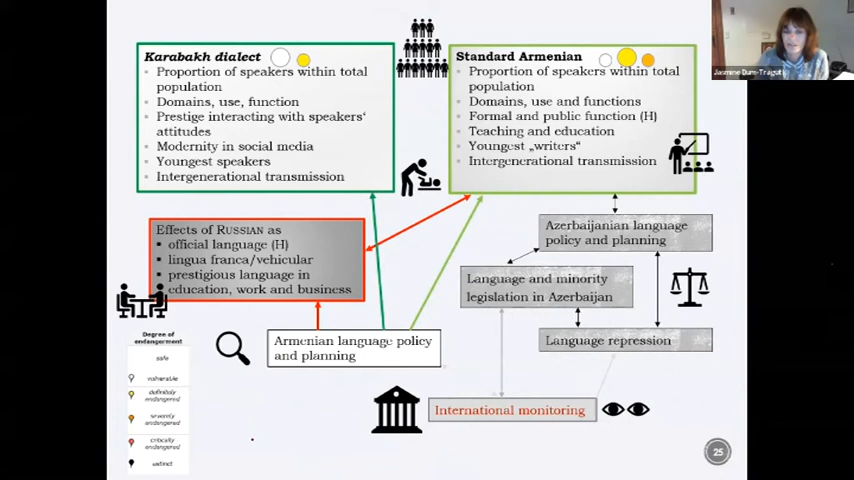 Karabakh dialect
Proportion of speakers within total
population
Domains, use, function
Prestige interacting with speakers'
attitudes
Modernity in social media
Youngest speakers
Intergenerational transmission
Standard Armenian
Proportion of speakers within total
population
Domains, use and functions
Formal and public function (H)
Teaching and education
Youngest „writers“
Intergenerational transmission
Effects of RUSSIAN as
official language (H)
lingua franca/vehicular
prestigious language in
education, work and business
Azerbaijanian language
policy and planning
Language and minority
legislation in Azerbaijan
Language repression
Armenian language policy
and planning
International monitoring
Degree of
endangerment
safe
vulnerable
definitely
endangered
severely
endangered
critically
endangered
extinct
25